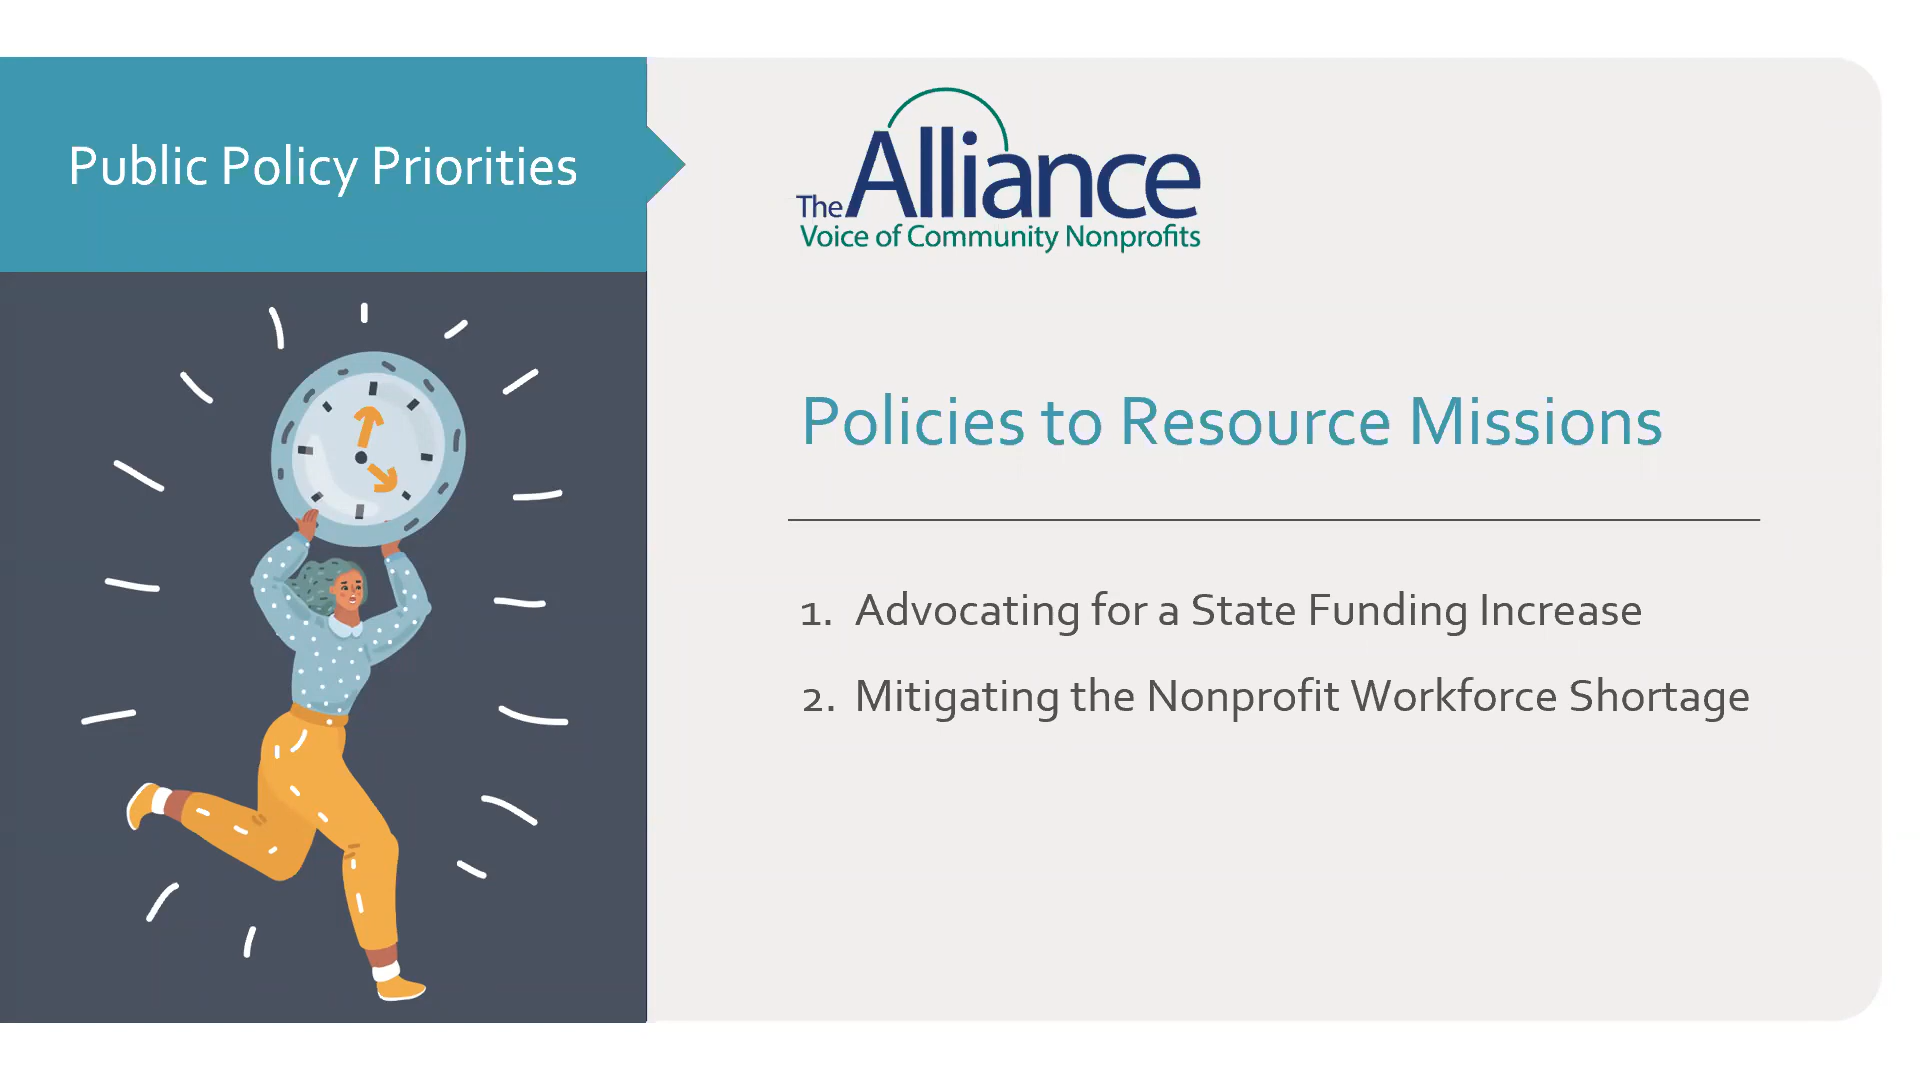 Public Policy Priorities
The Alliance
Voice of Community Nonprofits
Policies to Resource Missions
1. Advocating for a State Funding Increase
2. Mitigating the Nonprofit Workforce Shortage